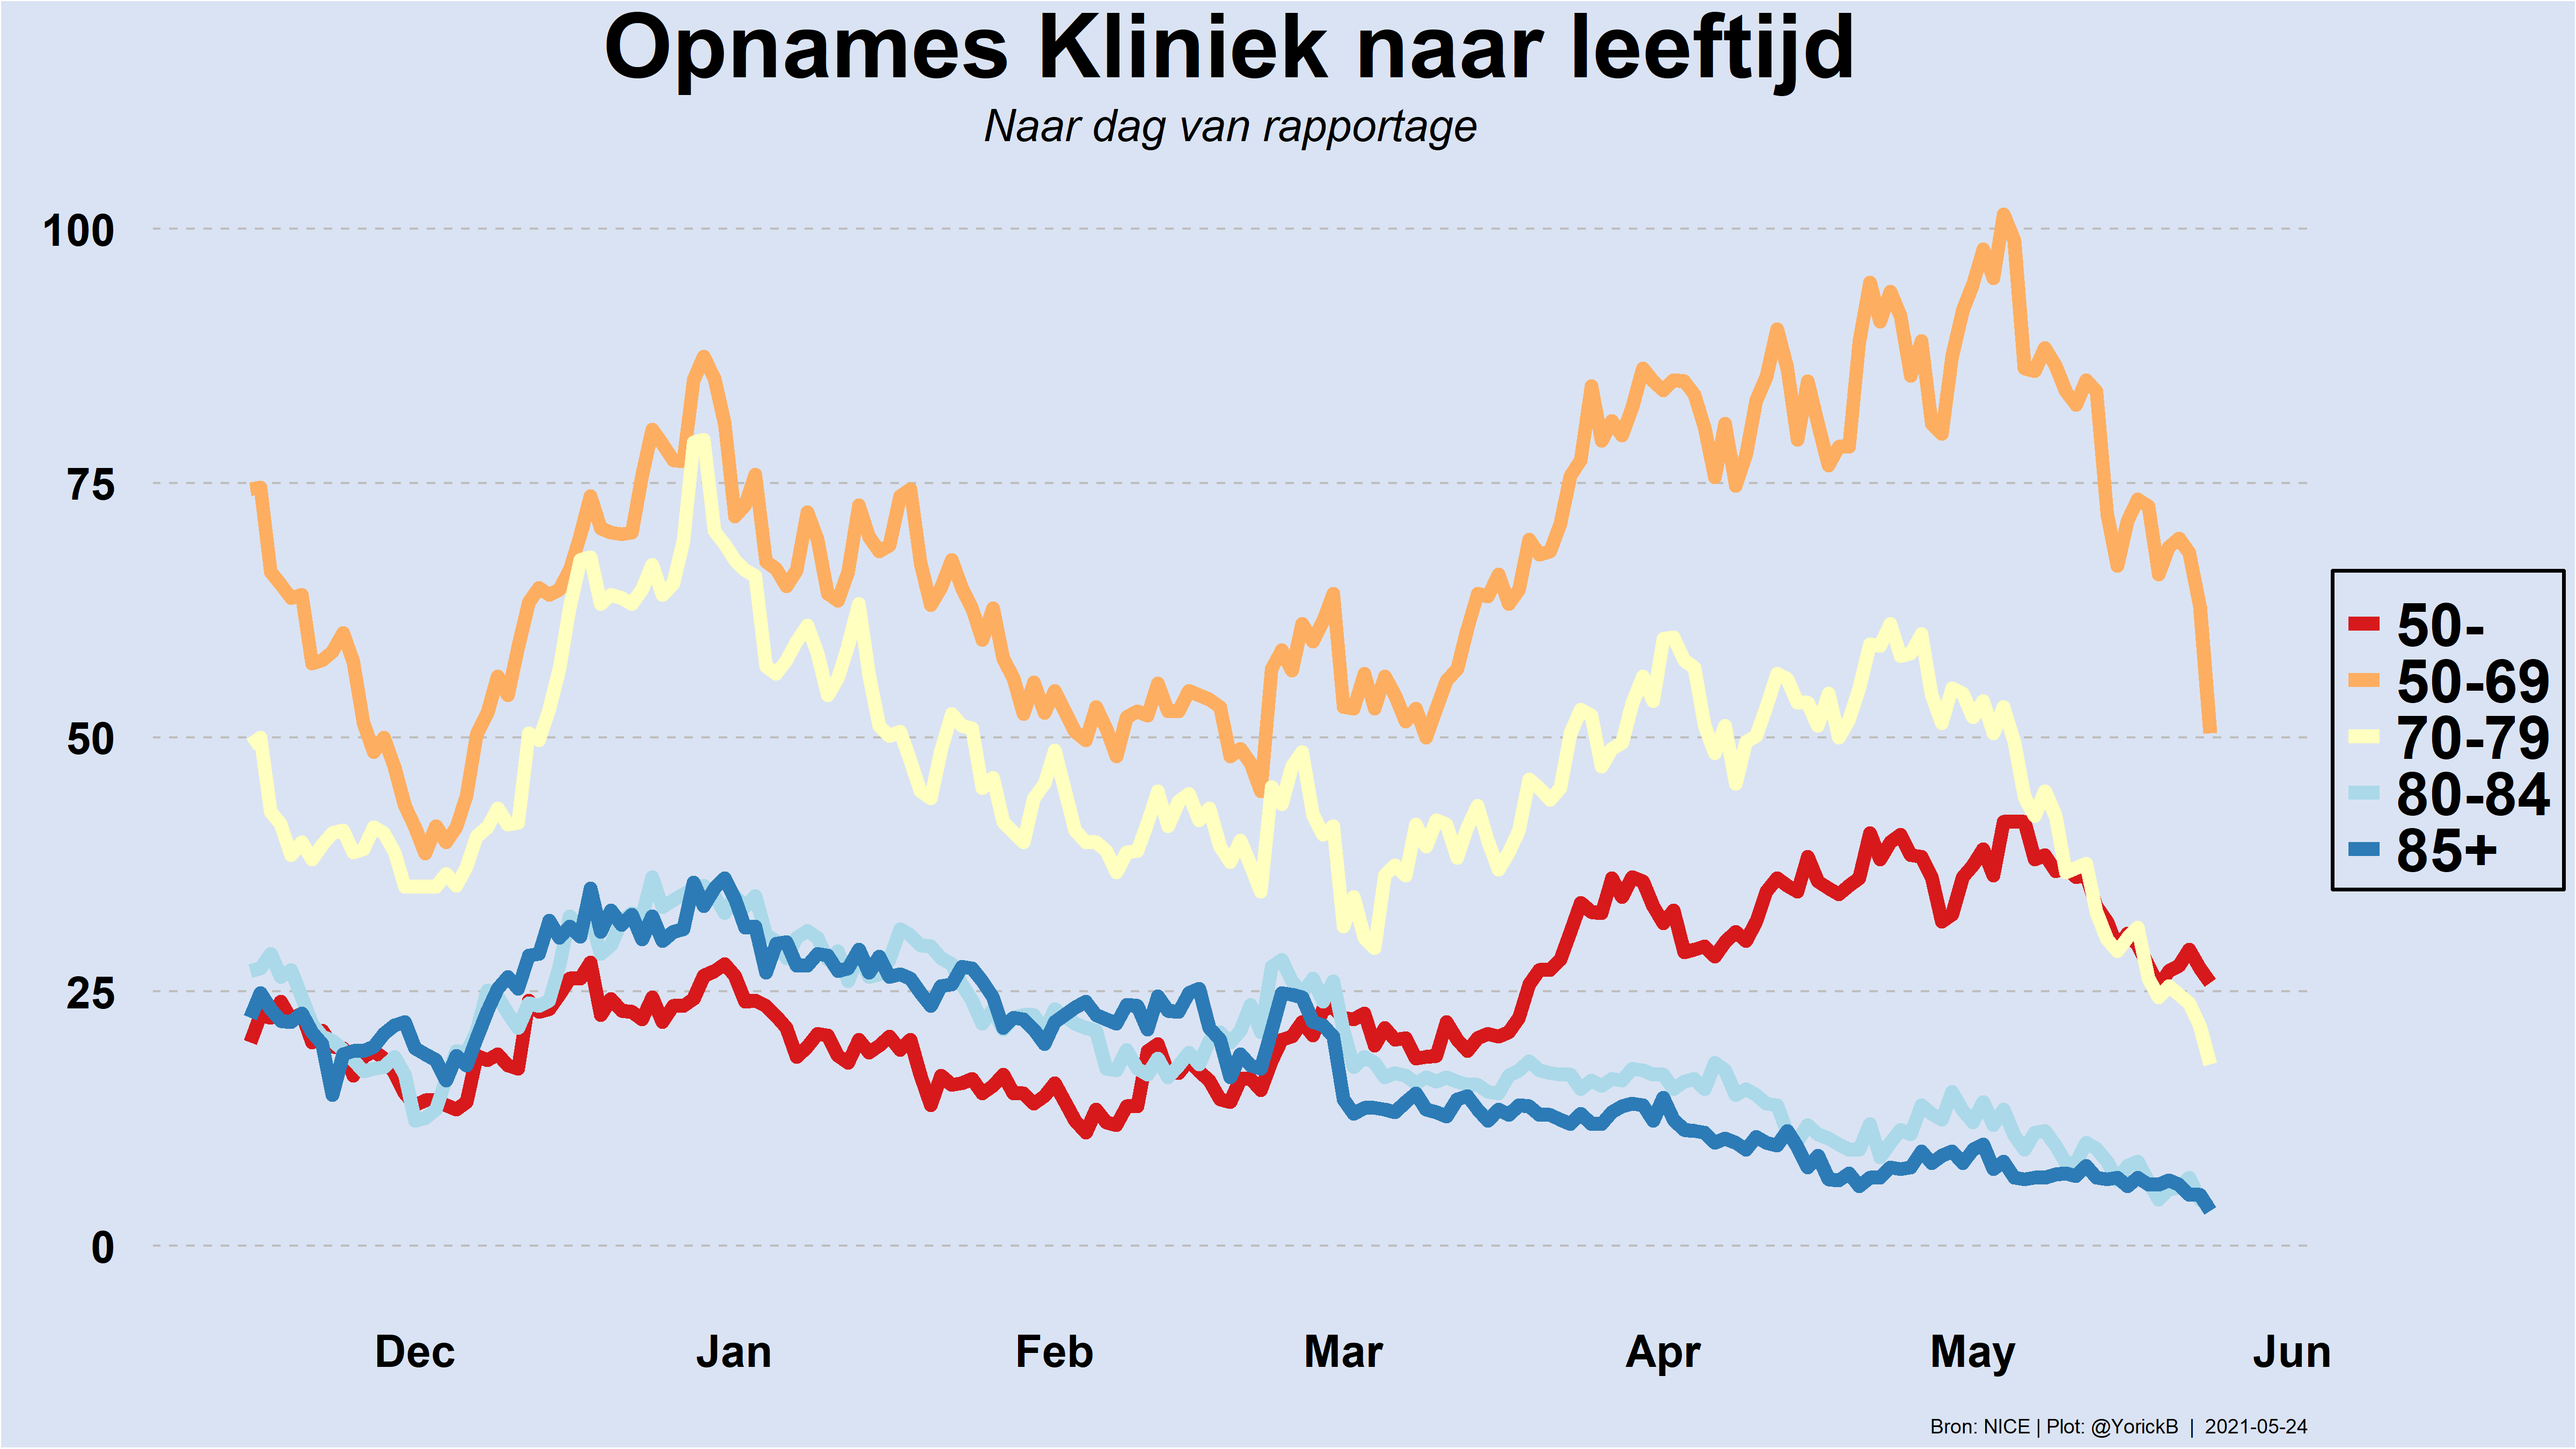 Opnames Kliniek naar leeftijd
Naar dag van rapportage
100
75
50
25
0
Dec Jan Feb Mar Apr May Jun
50-
50-69
70-79
80-84
85+
Bron: NICE | Plot: @YorickB | 2021-05-24